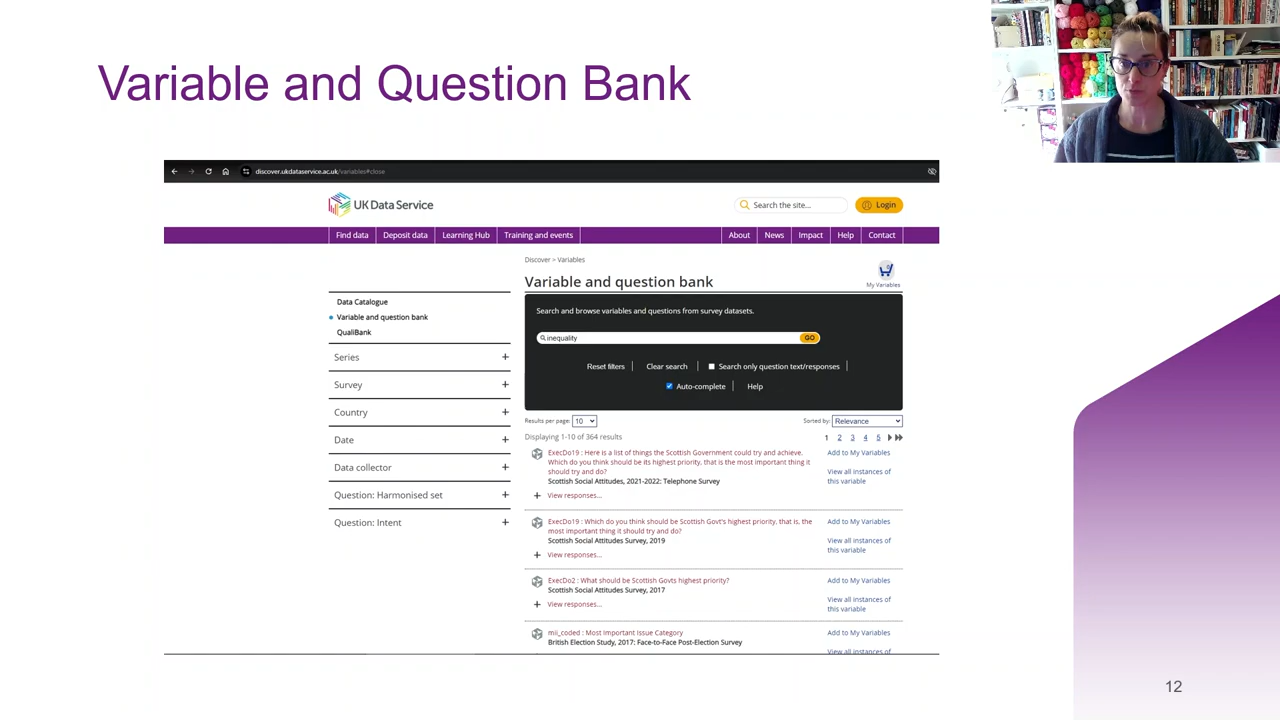 Variable and Question Bank
discover.ukdataservice.ac.uk/variables#close
UK Data Service
Search the site...
Login
Find data
Deposit data
Learning Hub
Training and events
About
News
Impact
Help
Contact
Discover > Variables
Variable and question bank
My Variables
Data Catalogue
Variable and question bank
QualiBank
Series +
Survey +
Country +
Date +
Data collector +
Question: Harmonised set +
Question: Intent +
Search and browse variables and questions from survey datasets.
inequality
GO
Reset filters
Clear search
Search only question text/responses
Auto-complete
Help
Results per page: 10
Sorted by: Relevance
Displaying 1-10 of 364 results
1 2 3 4 5
ExecDo19 : Here is a list of things the Scottish Government could try and achieve.
Which do you think should be its highest priority, that is the most important thing it
should try and do?
Scottish Social Attitudes, 2021-2022: Telephone Survey
+ View responses...
Add to My Variables
View all instances of
this variable
ExecDo19 : Which do you think should be Scottish Govt's highest priority, that is, the
most important thing it should try and do?
Scottish Social Attitudes Survey, 2019
+ View responses...
Add to My Variables
View all instances of
this variable
ExecDo2 : What should be Scottish Govts highest priority?
Scottish Social Attitudes Survey, 2017
+ View responses...
Add to My Variables
View all instances of
this variable
mii_coded : Most Important Issue Category
British Election Study, 2017: Face-to-Face Post-Election Survey
Add to My Variables
View all instances of
12